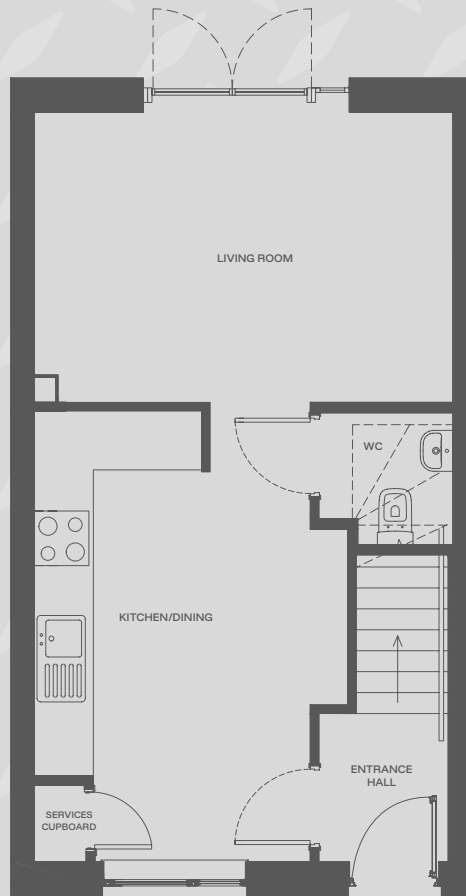 LIVING ROOM
WC
KITCHEN/DINING
ENTRANCE
HALL
SERVICES
CUPBOARD